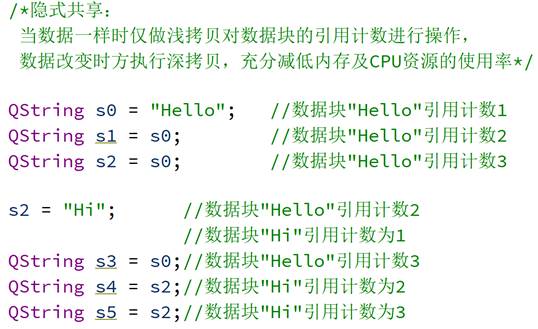 /*隐式共享：
当数据一样时仅做浅拷贝对数据块的引用计数进行操作，
数据改变时方执行深拷贝，充分减低内存及CPU资源的使用率*/
QString s0 = "Hello";   //数据块"Hello"引用计数1
QString s1 = s0;        //数据块"Hello"引用计数2
QString s2 = s0;        //数据块"Hello"引用计数3
s2 = "Hi";      //数据块"Hello"引用计数2
                //数据块"Hi"引用计数为1
QString s3 = s0;//数据块"Hello"引用计数3
QString s4 = s2;//数据块"Hi"引用计数为2
QString s5 = s2;//数据块"Hi"引用计数为3